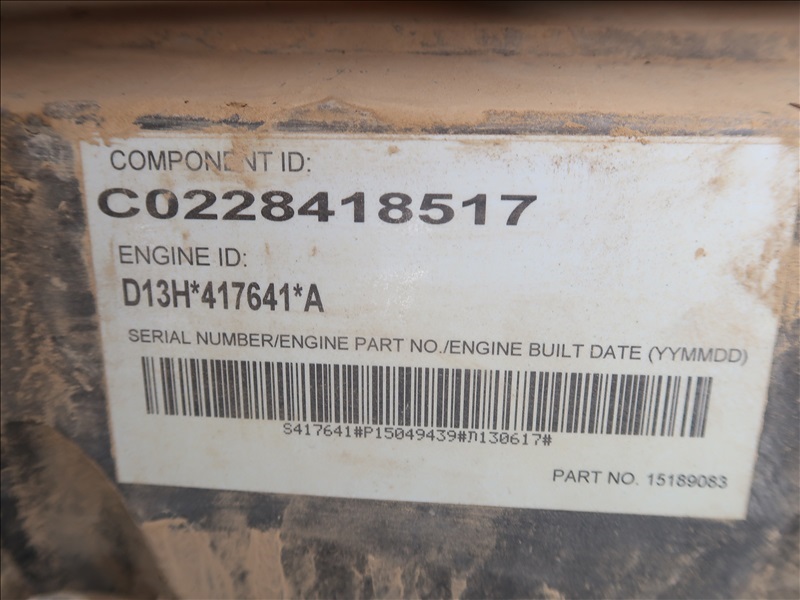 COMPONENT ID:
C0228418517
ENGINE ID:
D13H*417641*A
SERIAL NUMBER/ENGINE PART NO./ENGINE BUILT DATE (YYMMDD)
S417641#P15049439#D130617#
PART NO. 15189083